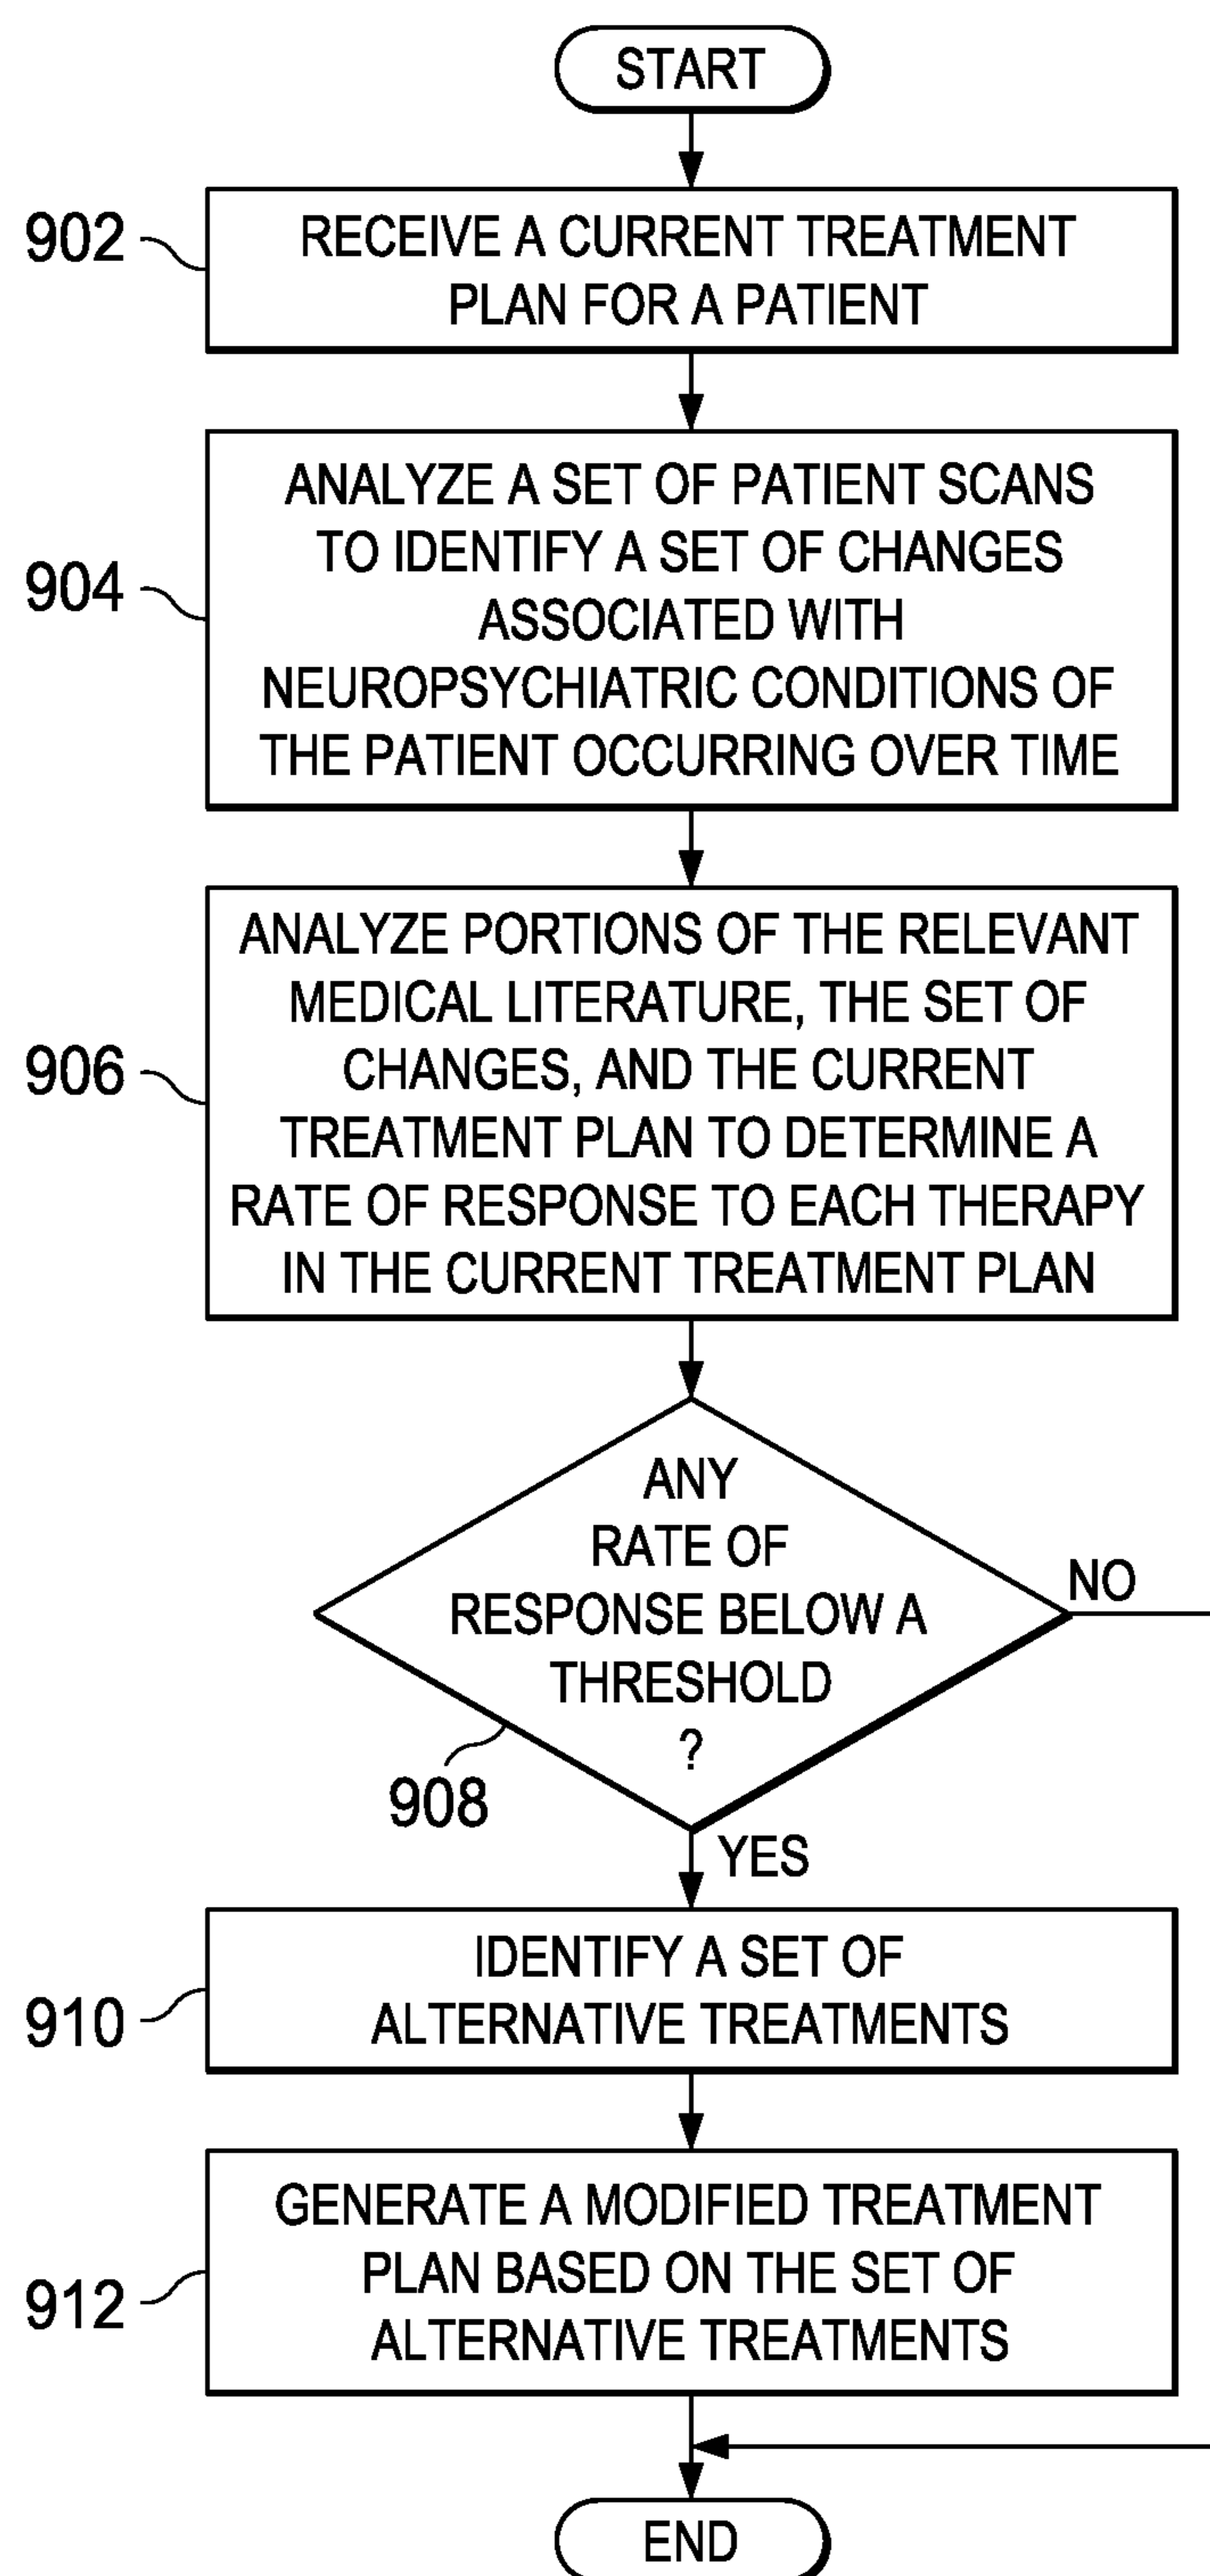 START
902
RECEIVE A CURRENT TREATMENT
PLAN FOR A PATIENT
904
ANALYZE A SET OF PATIENT SCANS
TO IDENTIFY A SET OF CHANGES
ASSOCIATED WITH
NEUROPSYCHIATRIC CONDITIONS OF
THE PATIENT OCCURRING OVER TIME
906
ANALYZE PORTIONS OF THE RELEVANT
MEDICAL LITERATURE, THE SET OF
CHANGES, AND THE CURRENT
TREATMENT PLAN TO DETERMINE A
RATE OF RESPONSE TO EACH THERAPY
IN THE CURRENT TREATMENT PLAN
ANY
RATE OF
RESPONSE BELOW A
THRESHOLD
?
NO
908
YES
910
IDENTIFY A SET OF
ALTERNATIVE TREATMENTS
912
GENERATE A MODIFIED TREATMENT
PLAN BASED ON THE SET OF
ALTERNATIVE TREATMENTS
END